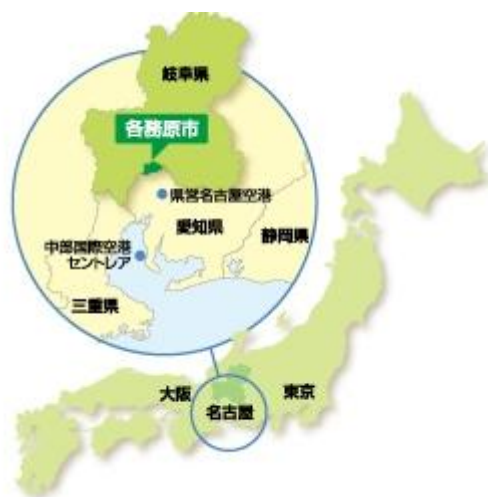 岐阜県
各務原市
県営名古屋空港
愛知県
静岡県
中部国際空港
セントレア
三重県
大阪
東京
名古屋